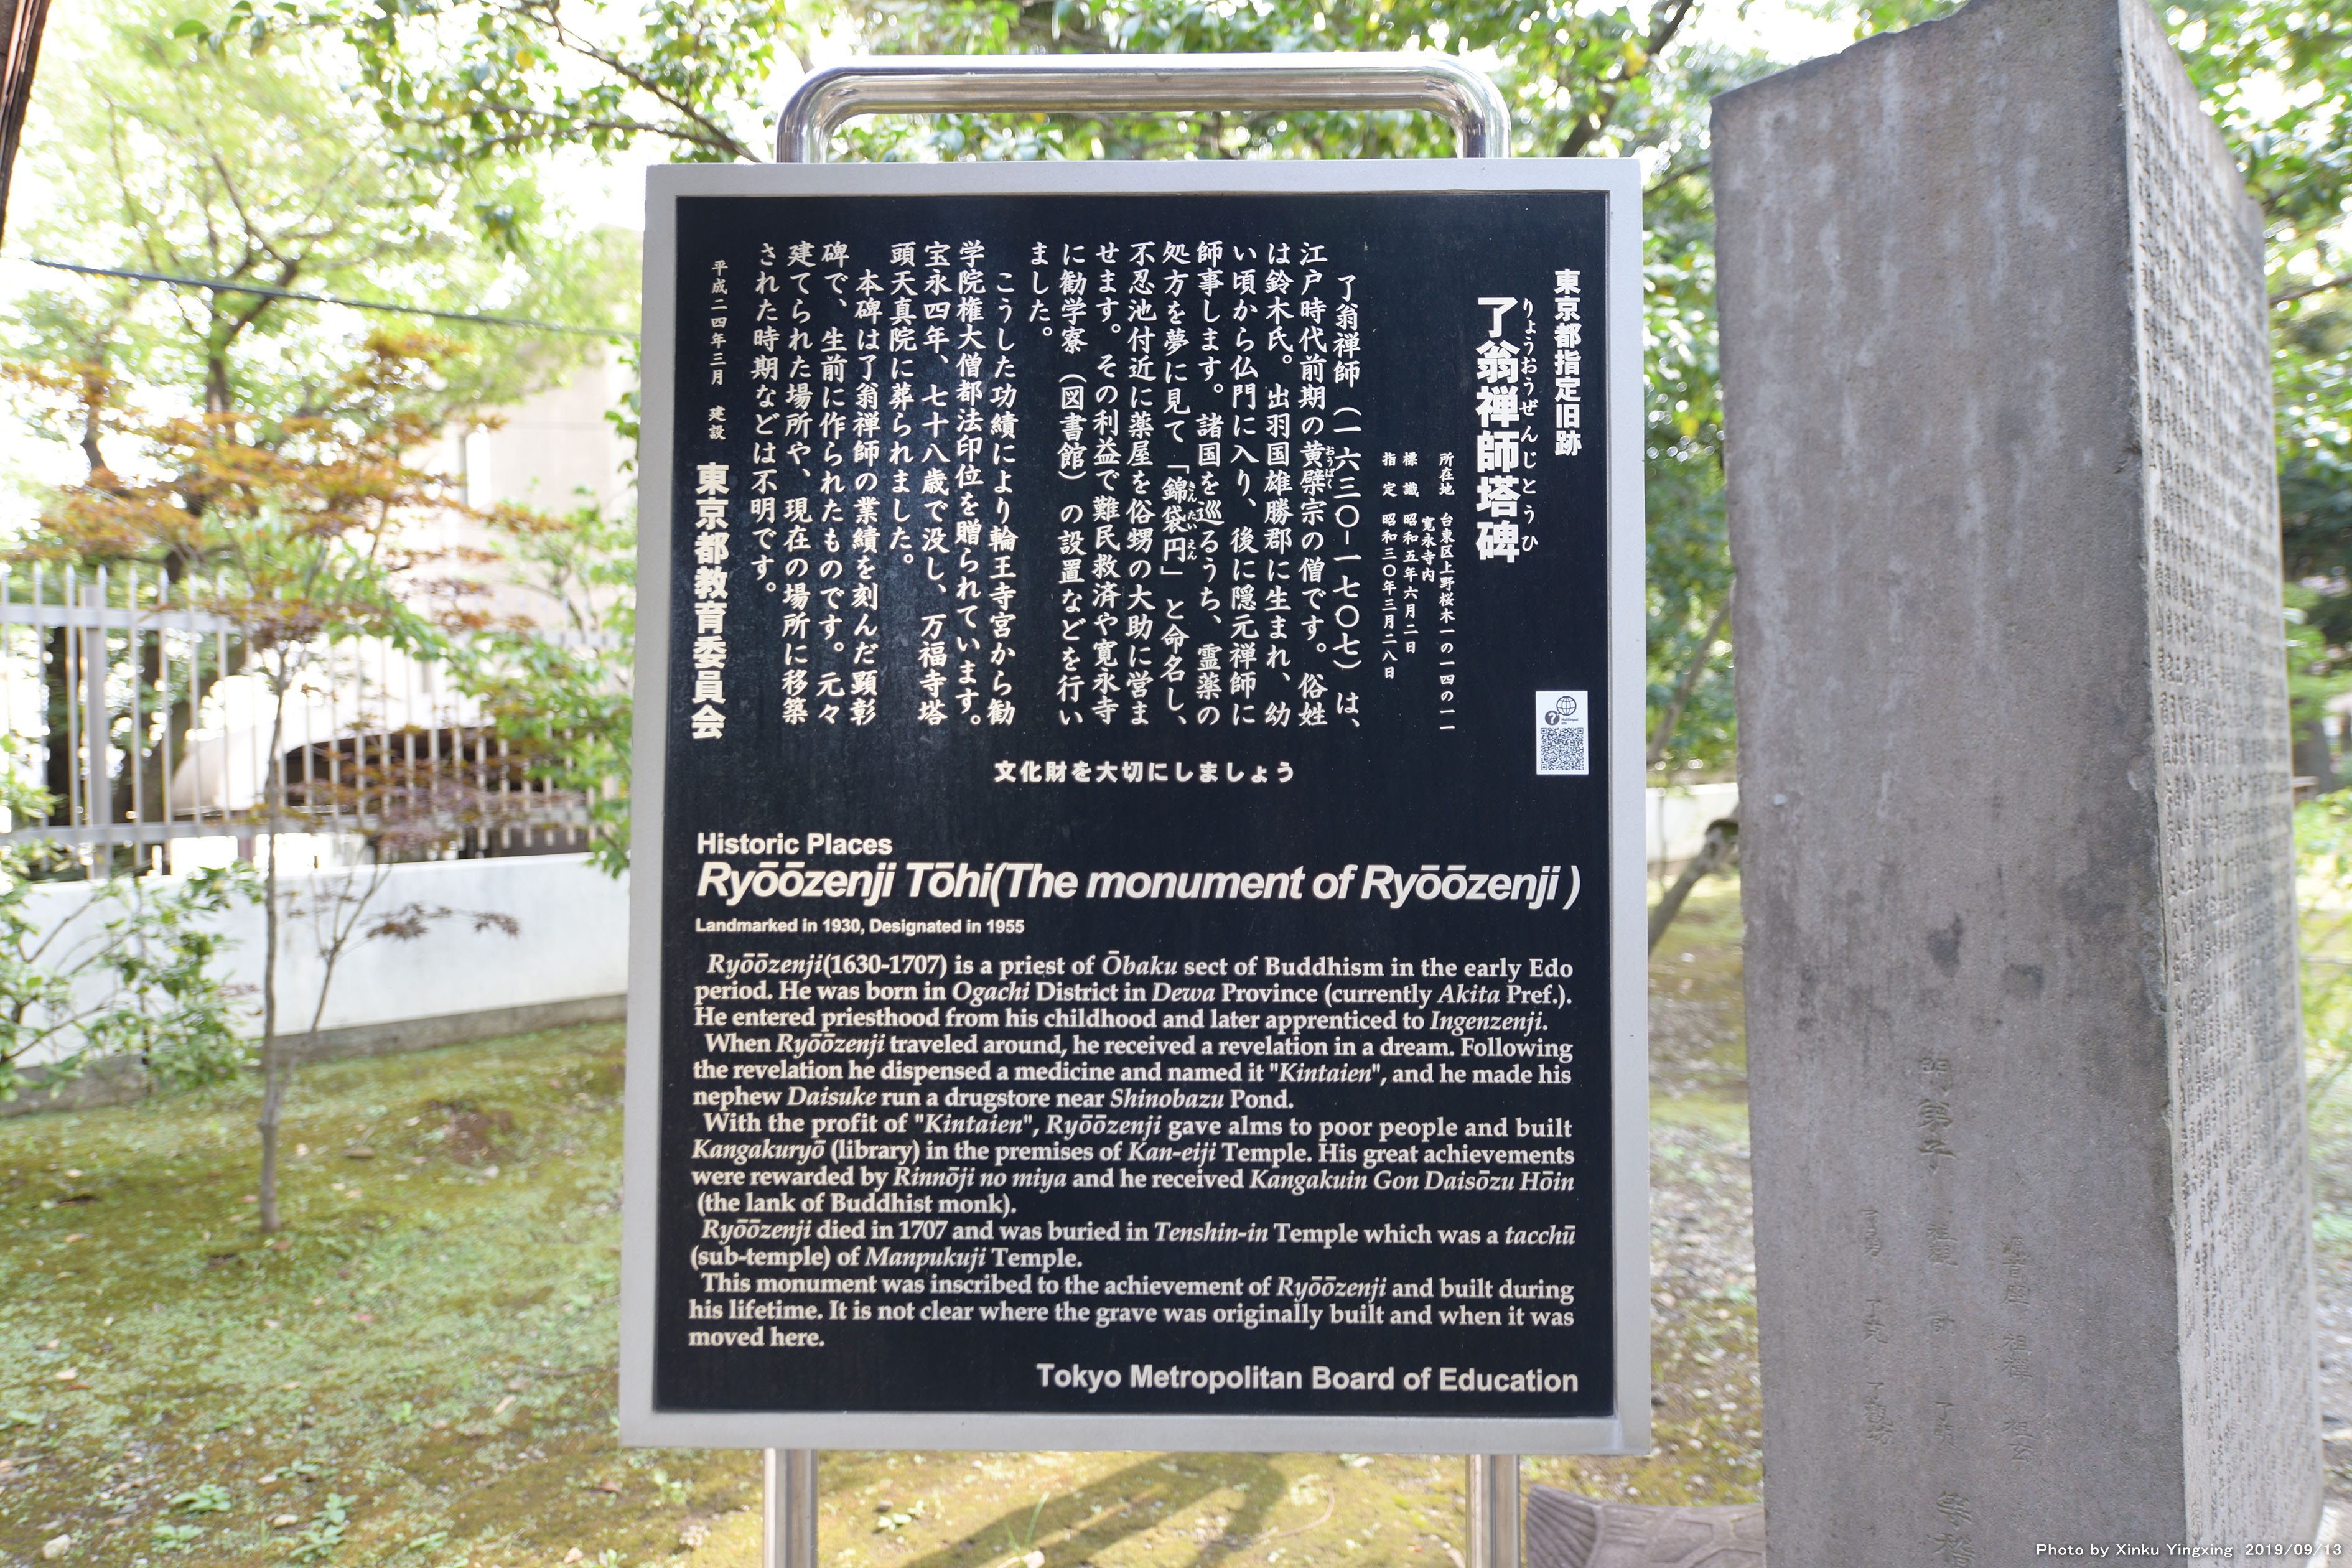 東京都指定旧跡
了翁禅師塔碑
りょうおうぜんじとうひ
所在地 台東区上野桜木一の一四の一一
寛永寺内
標識 昭和五年六月二日
指定 昭和三〇年三月二八日
了翁禅師(一六三〇-一七〇七)は、
江戸時代前期の黄檗宗の僧です。俗姓
おうばく
は鈴木氏。出羽国雄勝郡に生まれ、幼
い頃から仏門に入り、後に隠元禅師に
師事します。諸国を巡るうち、霊薬の
処方を夢に見て「錦袋円」と命名し、
きんたいえん
不忍池付近に薬屋を俗甥の大助に営ま
せます。その利益で難民救済や寛永寺
に勧学寮(図書館)の設置などを行い
ました。
こうした功績により輪王寺宮から勧
学院権大僧都法印位を贈られています。
宝永四年、七十八歳で没し、万福寺塔
頭天真院に葬られました。
本碑は了翁禅師の業績を刻んだ顕彰
碑で、生前に作られたものです。元々
建てられた場所や、現在の場所に移築
された時期などは不明です。
平成二四年三月 建設
東京都教育委員会
文化財を大切にしましょう
Historic Places
Ryōōzenji Tōhi(The monument of Ryōōzenji )
Landmarked in 1930, Designated in 1955
Ryōōzenji(1630-1707) is a priest of Ōbaku sect of Buddhism in the early Edo
period. He was born in Ogachi District in Dewa Province (currently Akita Pref.).
He entered priesthood from his childhood and later apprenticed to Ingenzenji.
When Ryōōzenji traveled around, he received a revelation in a dream. Following
the revelation he dispensed a medicine and named it "Kintaien", and he made his
nephew Daisuke run a drugstore near Shinobazu Pond.
With the profit of "Kintaien", Ryōōzenji gave alms to poor people and built
Kangakuryō (library) in the premises of Kan-eiji Temple. His great achievements
were rewarded by Rinnōji no miya and he received Kangakuin Gon Daisōzu Hōin
(the lank of Buddhist monk).
Ryōōzenji died in 1707 and was buried in Tenshin-in Temple which was a tacchū
(sub-temple) of Manpukuji Temple.
This monument was inscribed to the achievement of Ryōōzenji and built during
his lifetime. It is not clear where the grave was originally built and when it was
moved here.
Tokyo Metropolitan Board of Education
門弟子
Photo by Xinku Yingxing 2019/09/13